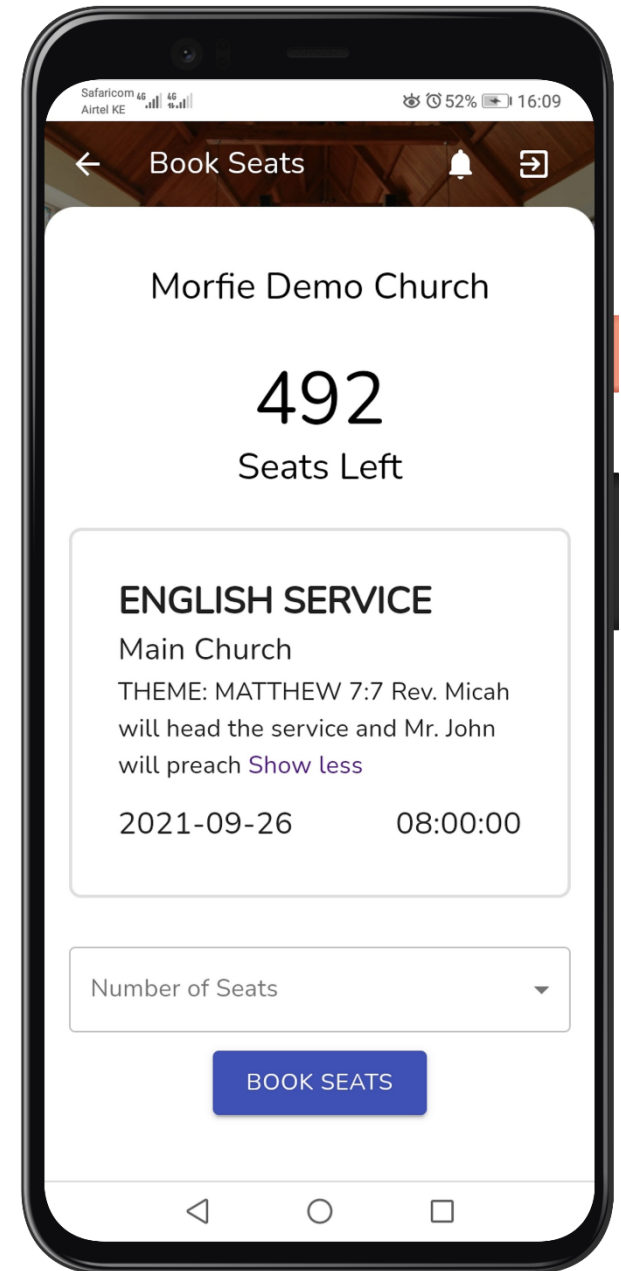 Safaricom 4G 4G
Airtel KE
52% 16:09
Book Seats
Morfie Demo Church
492
Seats Left
ENGLISH SERVICE
Main Church
THEME: MATTHEW 7:7 Rev. Micah
will head the service and Mr. John
will preach Show less
2021-09-26 08:00:00
Number of Seats
BOOK SEATS